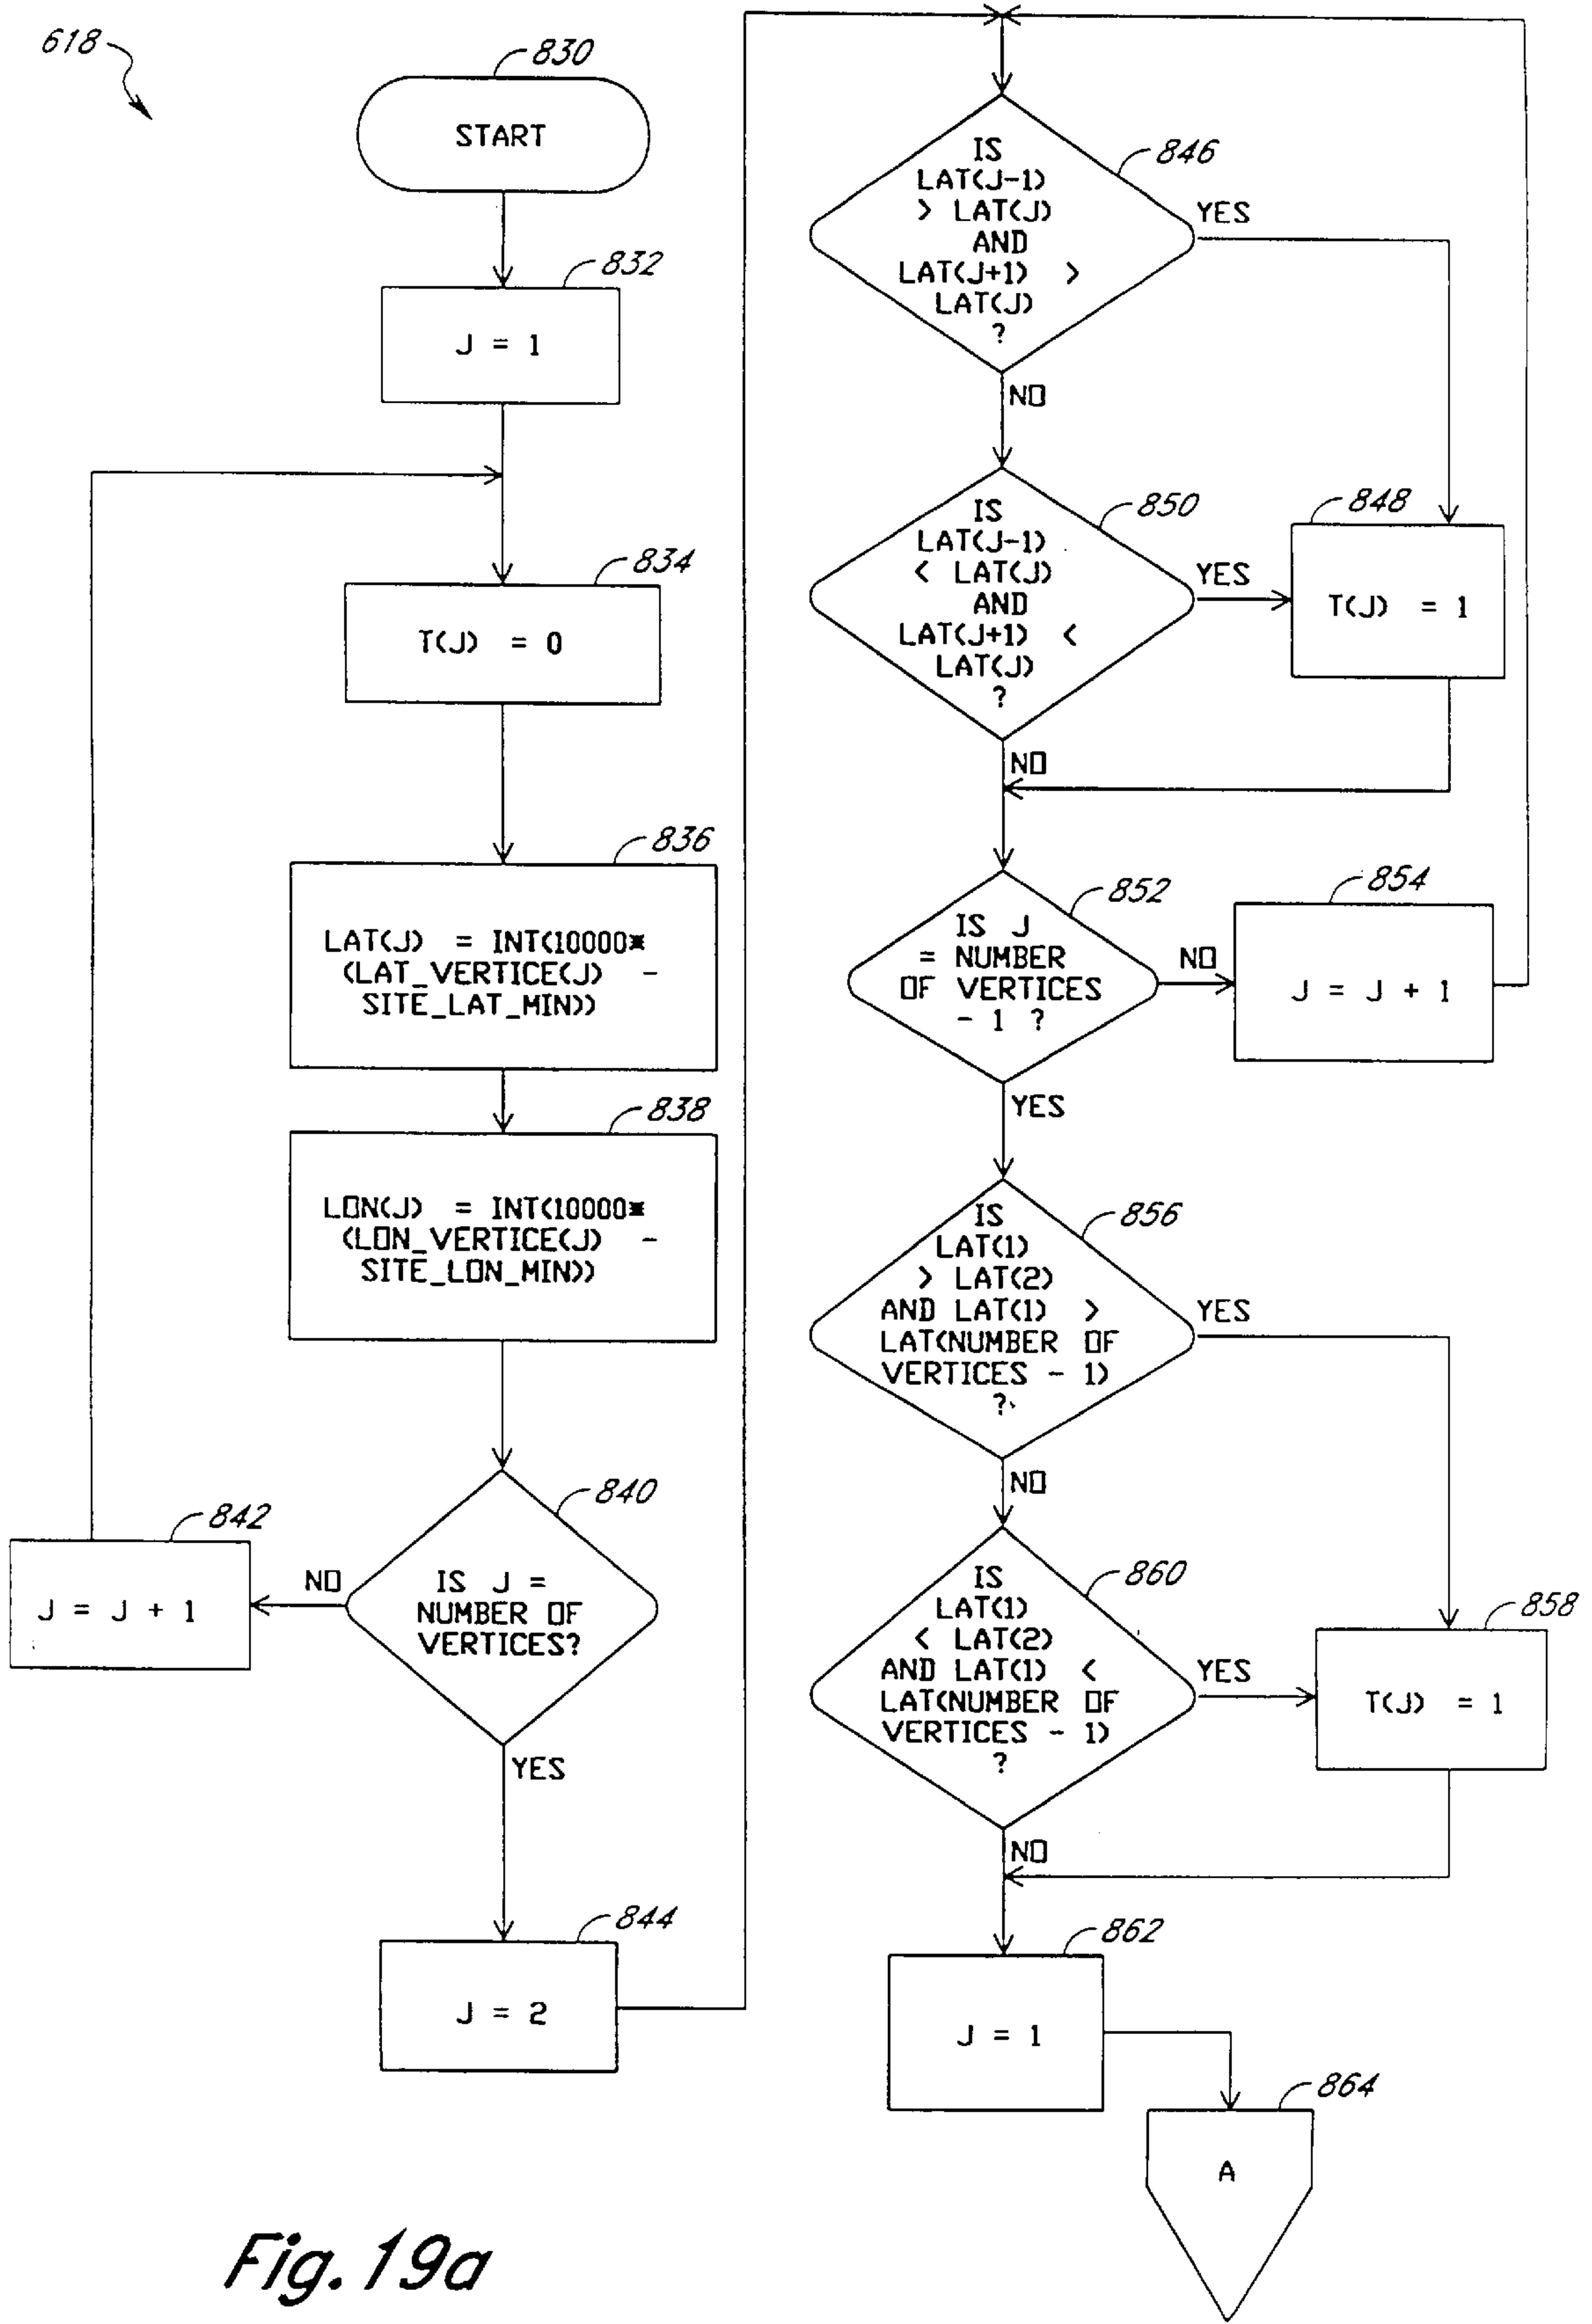 618
830
START
832
J = 1
834
T(J) = 0
836
LAT(J) = INT(10000*
(LAT_VERTICE(J) -
SITE_LAT_MIN))
838
LON(J) = INT(10000*
(LON_VERTICE(J) -
SITE_LON_MIN))
840
IS J =
NUMBER OF
VERTICES?
NO
842
J = J + 1
YES
844
J = 2
846
IS
LAT(J-1)
> LAT(J)
AND
LAT(J+1) >
LAT(J)
?
YES
NO
848
T(J) = 1
850
IS
LAT(J-1)
< LAT(J)
AND
LAT(J+1) <
LAT(J)
?
YES
NO
852
IS J
= NUMBER
OF VERTICES
- 1 ?
NO
854
J = J + 1
YES
856
IS
LAT(1)
> LAT(2)
AND LAT(1) >
LAT(NUMBER OF
VERTICES - 1)
?
YES
NO
858
T(J) = 1
860
IS
LAT(1)
< LAT(2)
AND LAT(1) <
LAT(NUMBER OF
VERTICES - 1)
?
YES
NO
862
J = 1
864
A
Fig. 19a